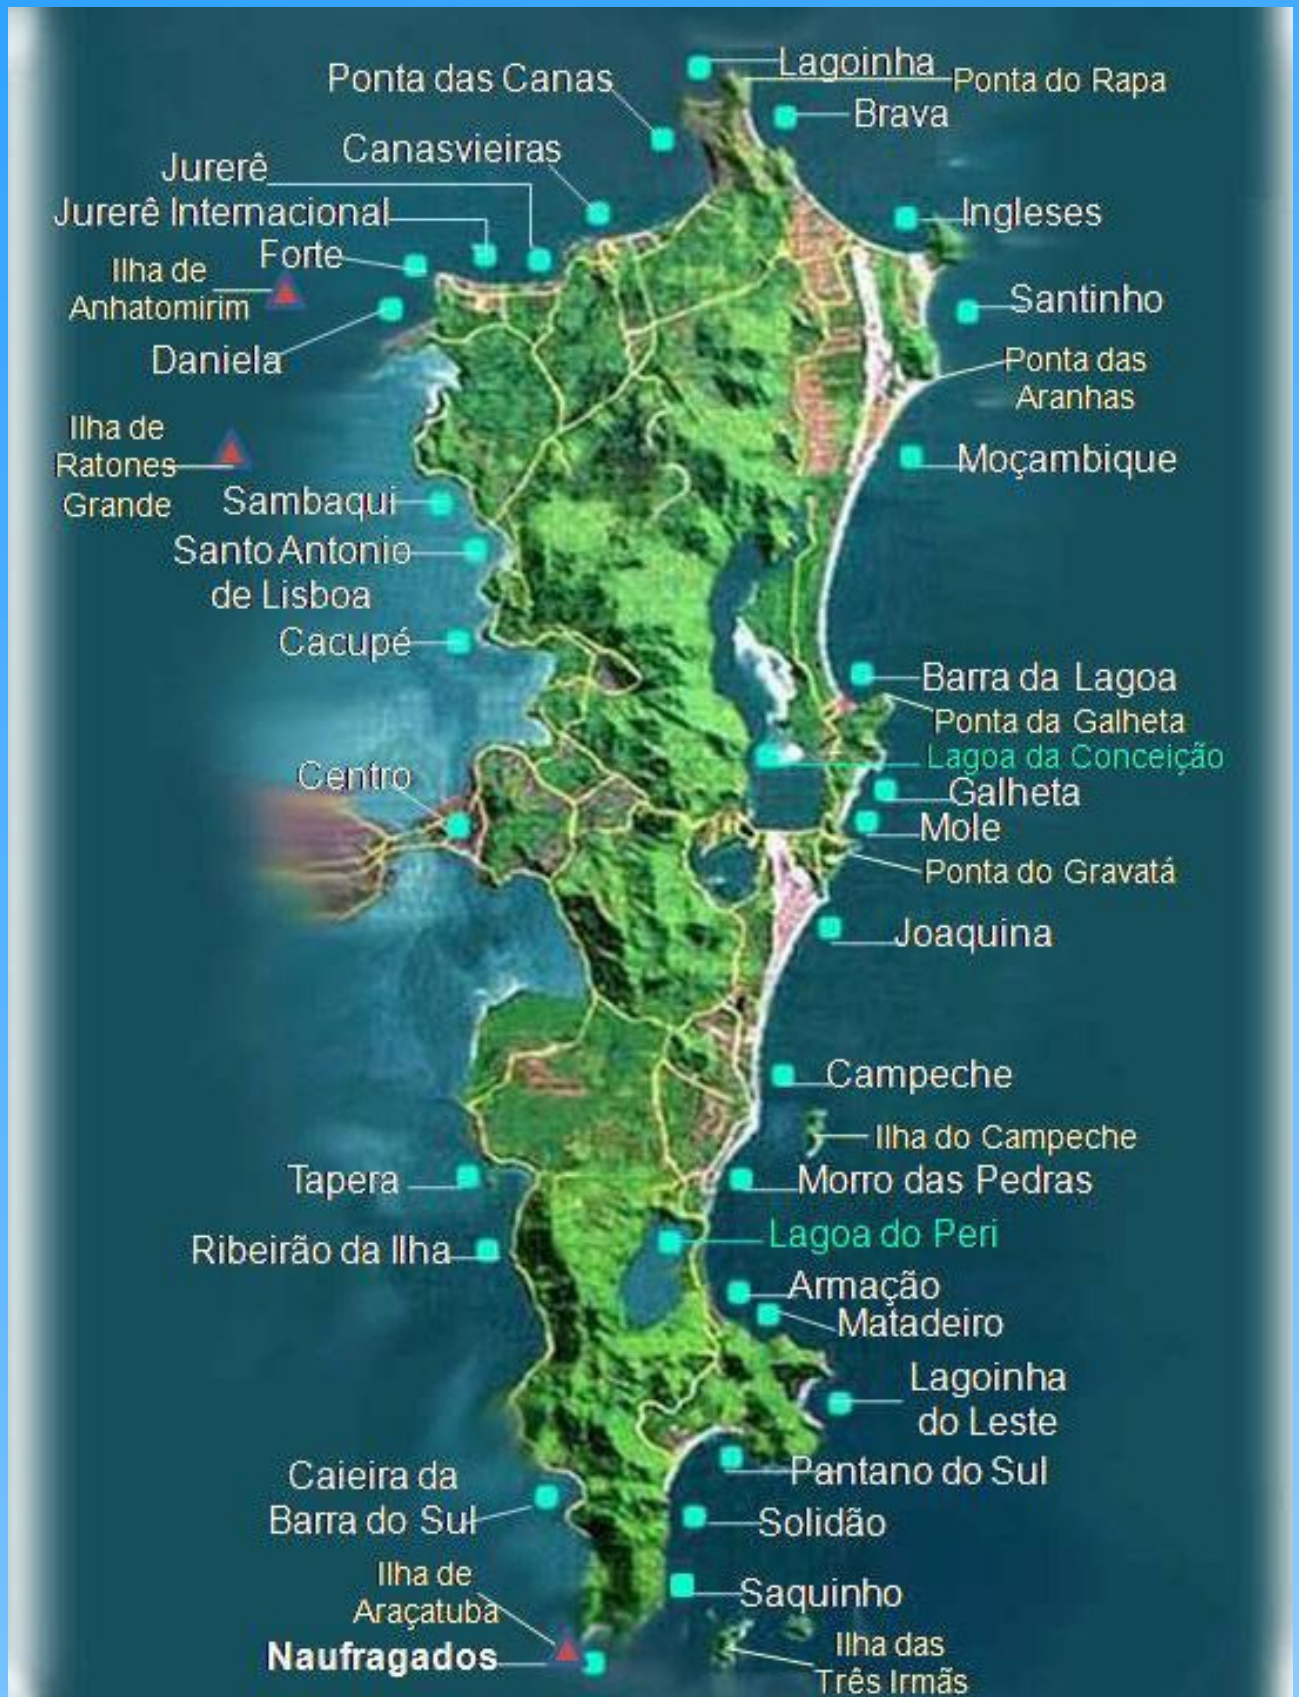 Lagoinha
Ponta das Canas
Ponta do Rapa
Brava
Canasvieiras
Jurerê
Jurerê Internacional
Ingleses
Forte
Ilha de
Anhatomirim
Santinho
Daniela
Ponta das
Aranhas
Ilha de
Ratones
Grande
Moçambique
Sambaqui
Santo Antonio
de Lisboa
Cacupé
Barra da Lagoa
Ponta da Galheta
Lagoa da Conceição
Centro
Galheta
Mole
Ponta do Gravatá
Joaquina
Campeche
Ilha do Campeche
Tapera
Morro das Pedras
Lagoa do Peri
Ribeirão da Ilha
Armação
Matadeiro
Lagoinha
do Leste
Pantano do Sul
Caieira da
Barra do Sul
Solidão
Ilha de
Araçatuba
Saquinho
Naufragados
Ilha das
Três Irmãs